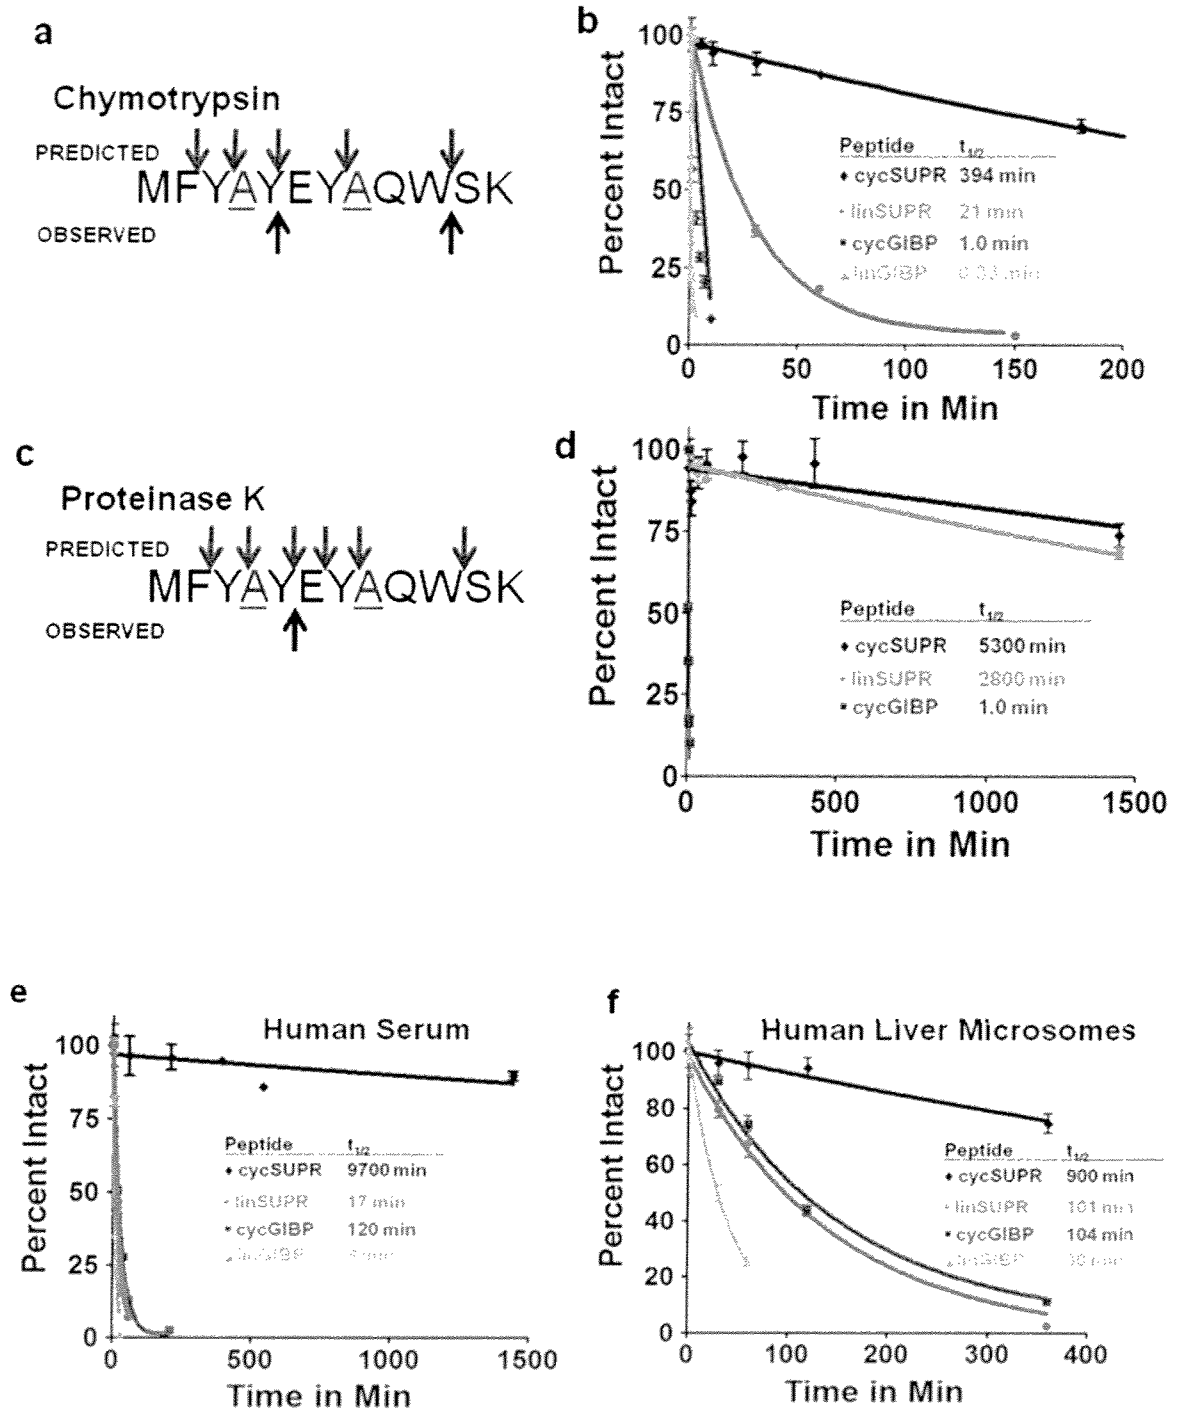 a
Chymotrypsin
PREDICTED
MFYAYEYAQWSK
OBSERVED
b
Percent Intact
100
75
50
25
0
0 50 100 150 200
Time in Min
Peptide t1/2
cycSUPR 394 min
linSUPR 21 min
cycGIBP 1.0 min
linGIBP min
c
Proteinase K
PREDICTED
MFYAYEYAQWSK
OBSERVED
d
Percent Intact
100
75
50
25
0
0 500 1000 1500
Time in Min
Peptide t1/2
cycSUPR 5300 min
linSUPR 2800 min
cycGIBP 1.0 min
e
Human Serum
Percent Intact
100
75
50
25
0
0 500 1000 1500
Time in Min
Peptide t1/2
cycSUPR 9700 min
linSUPR 17 min
cycGIBP 120 min
f
Human Liver Microsomes
Percent Intact
100
80
60
40
20
0
0 100 200 300 400
Time in Min
Peptide t1/2
cycSUPR 900 min
linSUPR 101 min
cycGIBP 104 min